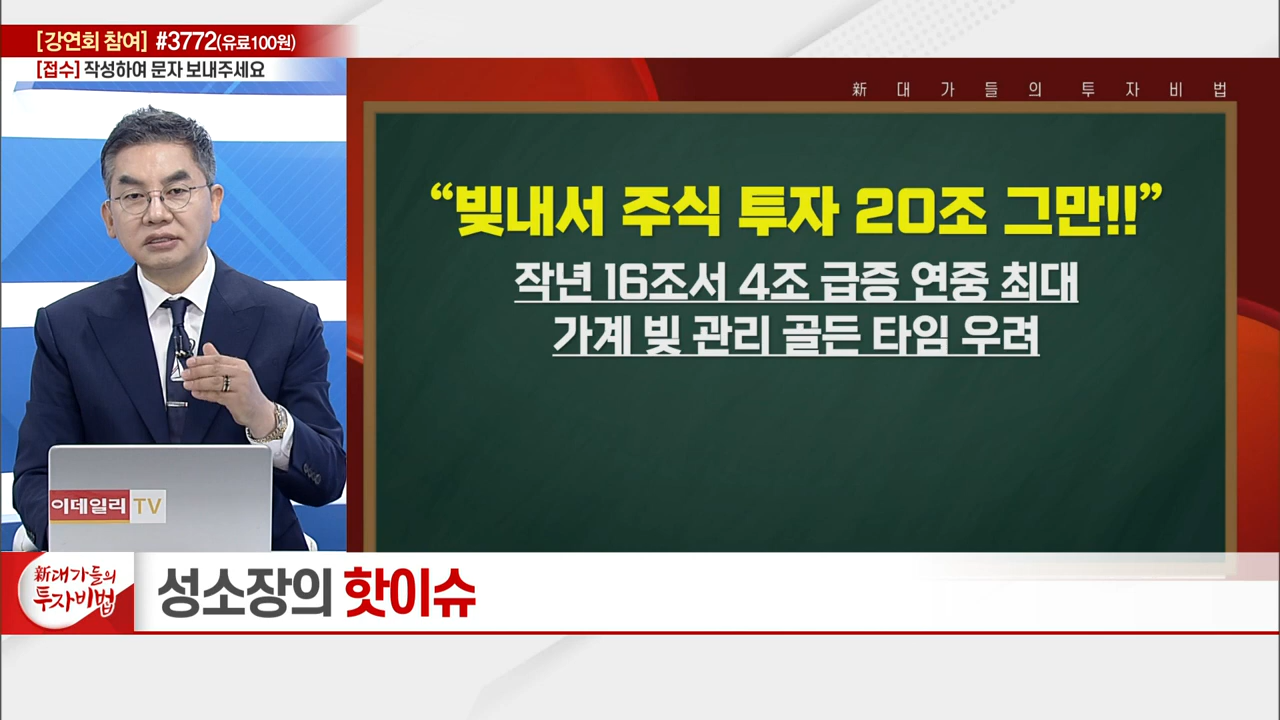 [강연회 참여] #3772(유료100원)
[접수] 작성하여 문자 보내주세요
新 대 가 들 의 투 자 비 법
“빚내서 주식 투자 20조 그만!!”
작년 16조서 4조 급증 연중 최대
가계 빚 관리 골든 타임 우려
이데일리 TV
新대가들의
투자비법
성소장의 핫이슈